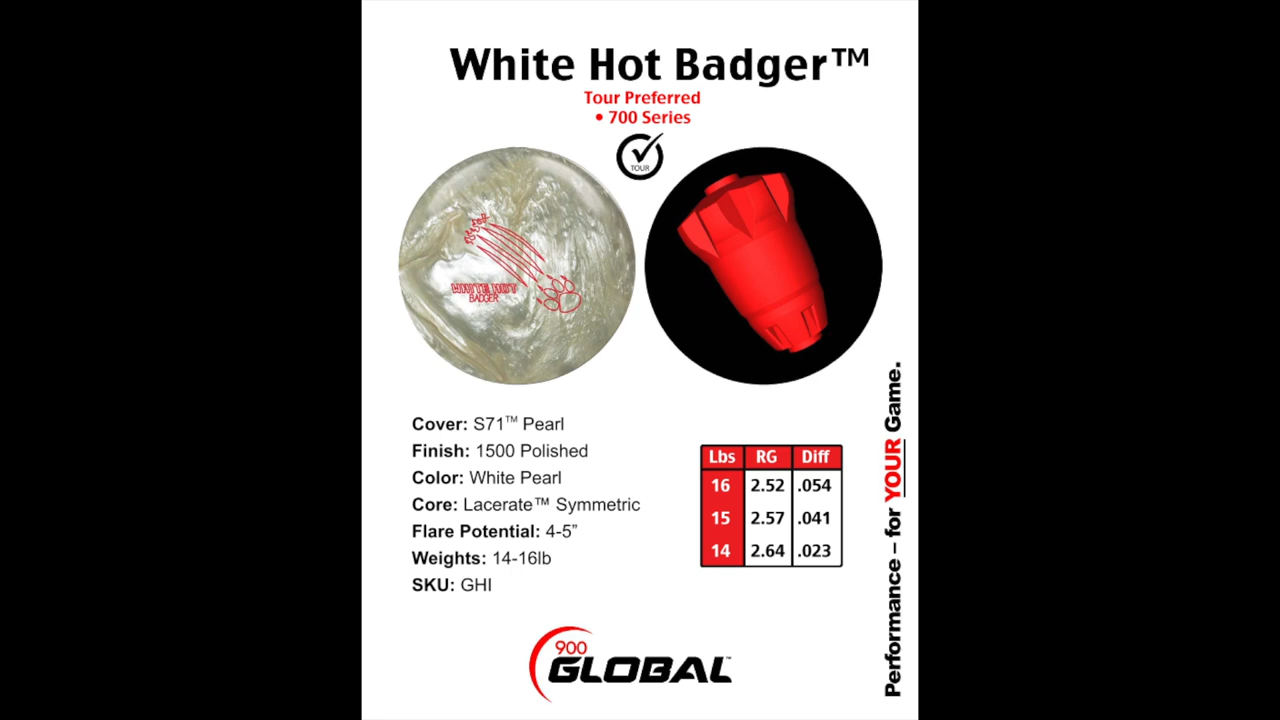 White Hot Badger™
Tour Preferred
• 700 Series
TOUR
WHITE HOT
BADGER
Cover: S71™ Pearl
Finish: 1500 Polished
Color: White Pearl
Core: Lacerate™ Symmetric
Flare Potential: 4-5”
Weights: 14-16lb
SKU: GHI
Lbs RG Diff
16 2.52 .054
15 2.57 .041
14 2.64 .023
Performance – for YOUR Game.
900
GLOBAL™